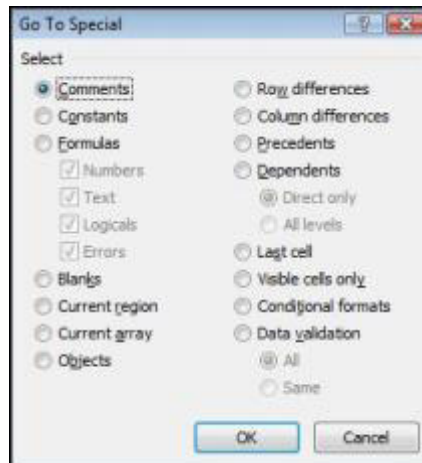 Go To Special
Select
Comments
Constants
Formulas
Numbers
Text
Logicals
Errors
Blanks
Current region
Current array
Objects
Row differences
Column differences
Precedents
Dependents
Direct only
All levels
Last cell
Visible cells only
Conditional formats
Data validation
All
Same
OK
Cancel